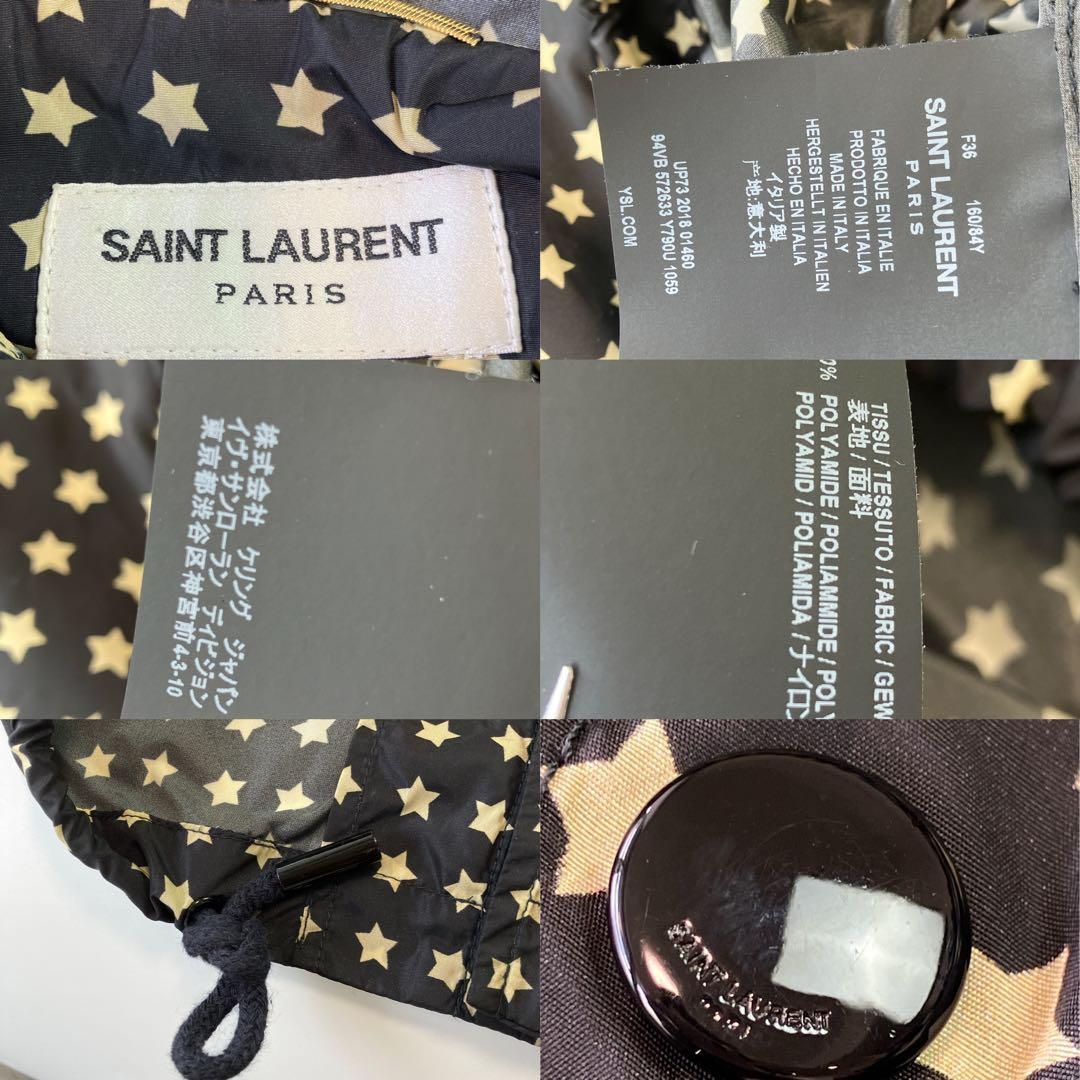 SAINT LAURENT
PARIS
F36 160/84Y
SAINT LAURENT
PARIS
FABRIQUE EN ITALIE
PRODOTTO IN ITALIA
MADE IN ITALY
HERGESTELLT IN ITALIEN
HECHO EN ITALIA
イタリア製
产地:意大利
UP73 2018 01460
94VB 572633 Y790U 1059
YSL.COM
株式会社 ケリング ジャパン
イヴ・サンローラン ディビジョン
東京都渋谷区神宮前4-3-10
TISSU / TESSUTO / FABRIC / GEW
表地 / 面料
0% POLYAMIDE / POLIAMMIDE / POLY
POLYAMID / POLIAMIDA / ナイロン
SAINT LAURENT